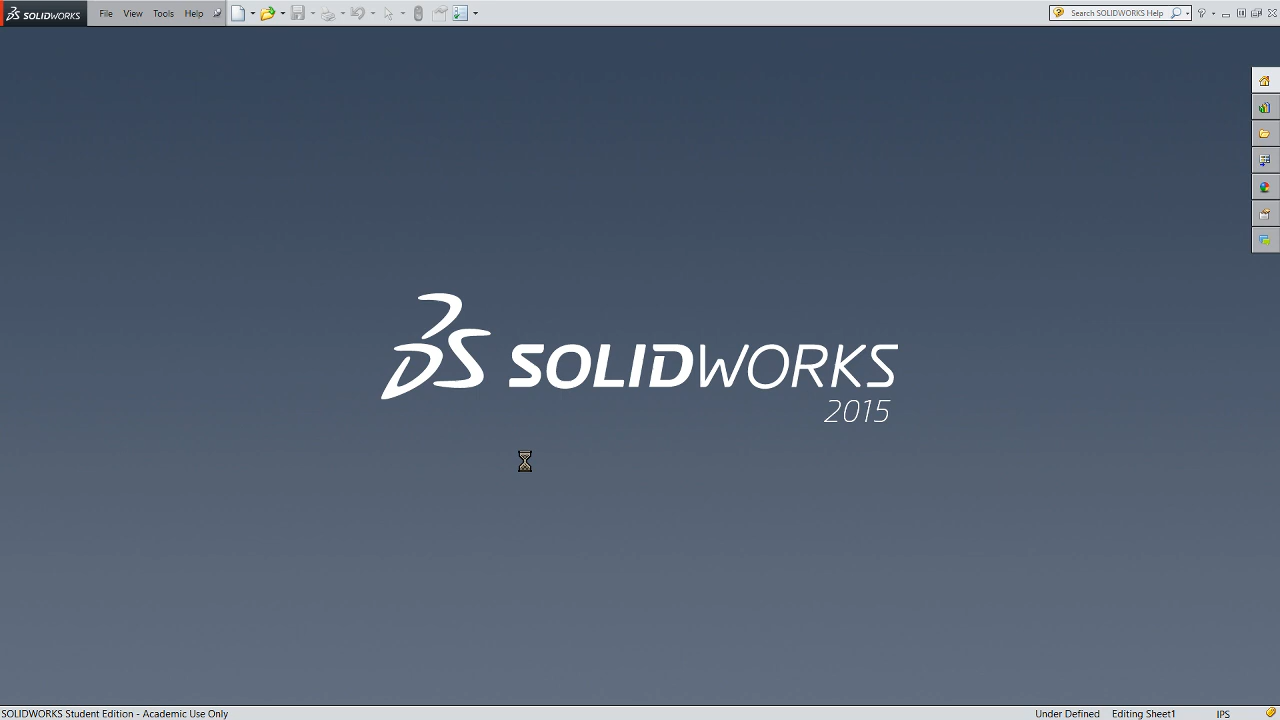 SOLIDWORKS File View Tools Help Search SOLIDWORKS Help ?
SOLIDWORKS
2015
SOLIDWORKS Student Edition - Academic Use Only Under Defined Editing Sheet1 IPS